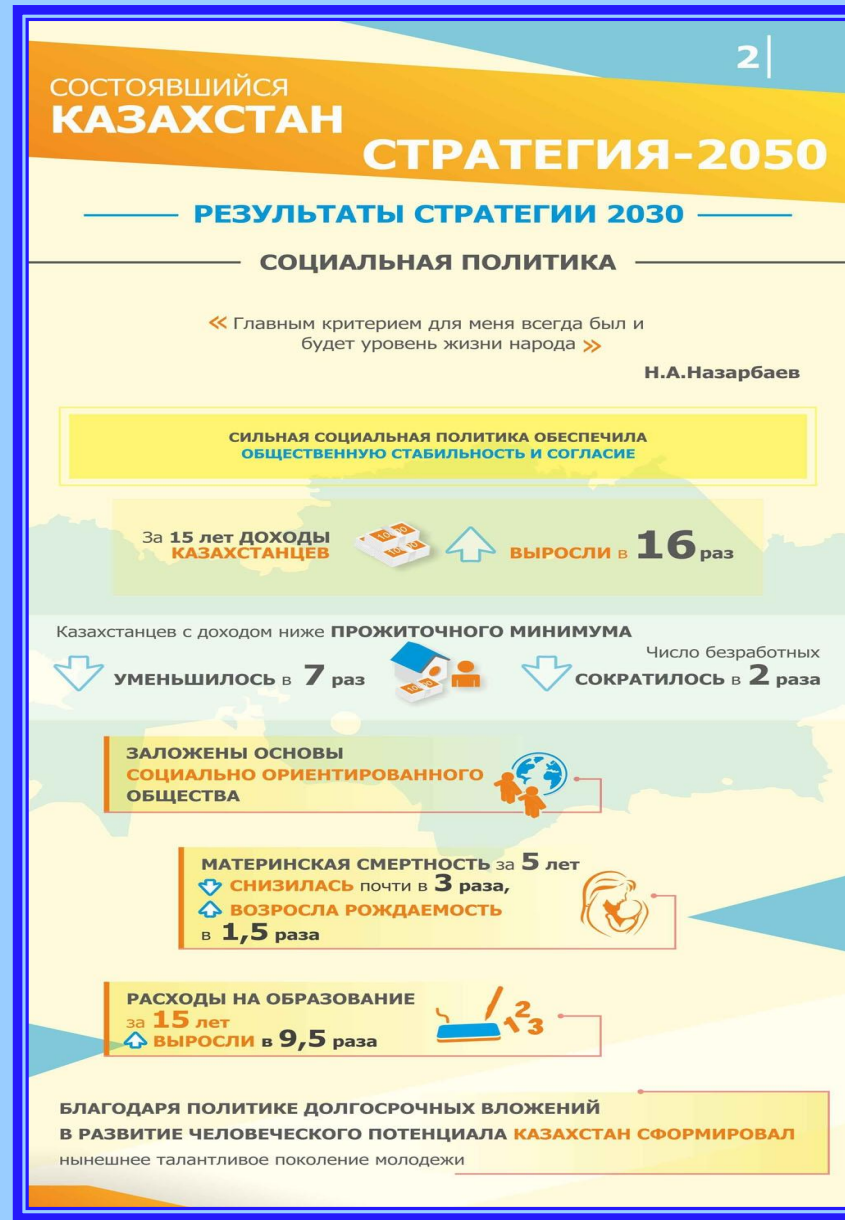 2
СОСТОЯВШИЙСЯ
КАЗАХСТАН
СТРАТЕГИЯ-2050
РЕЗУЛЬТАТЫ СТРАТЕГИИ 2030
СОЦИАЛЬНАЯ ПОЛИТИКА
« Главным критерием для меня всегда был и
будет уровень жизни народа »
Н.А.Назарбаев
СИЛЬНАЯ СОЦИАЛЬНАЯ ПОЛИТИКА ОБЕСПЕЧИЛА
ОБЩЕСТВЕННУЮ СТАБИЛЬНОСТЬ И СОГЛАСИЕ
За 15 лет ДОХОДЫ
КАЗАХСТАНЦЕВ
ВЫРОСЛИ в 16 раз
Казахстанцев с доходом ниже ПРОЖИТОЧНОГО МИНИМУМА
УМЕНЬШИЛОСЬ в 7 раз
Число безработных
СОКРАТИЛОСЬ в 2 раза
ЗАЛОЖЕНЫ ОСНОВЫ
СОЦИАЛЬНО ОРИЕНТИРОВАННОГО
ОБЩЕСТВА
МАТЕРИНСКАЯ СМЕРТНОСТЬ за 5 лет
СНИЗИЛАСЬ почти в 3 раза,
ВОЗРОСЛА РОЖДАЕМОСТЬ
в 1,5 раза
РАСХОДЫ НА ОБРАЗОВАНИЕ
за 15 лет
ВЫРОСЛИ в 9,5 раза
1 2 3
БЛАГОДАРЯ ПОЛИТИКЕ ДОЛГОСРОЧНЫХ ВЛОЖЕНИЙ
В РАЗВИТИЕ ЧЕЛОВЕЧЕСКОГО ПОТЕНЦИАЛА КАЗАХСТАН СФОРМИРОВАЛ
нынешнее талантливое поколение молодежи